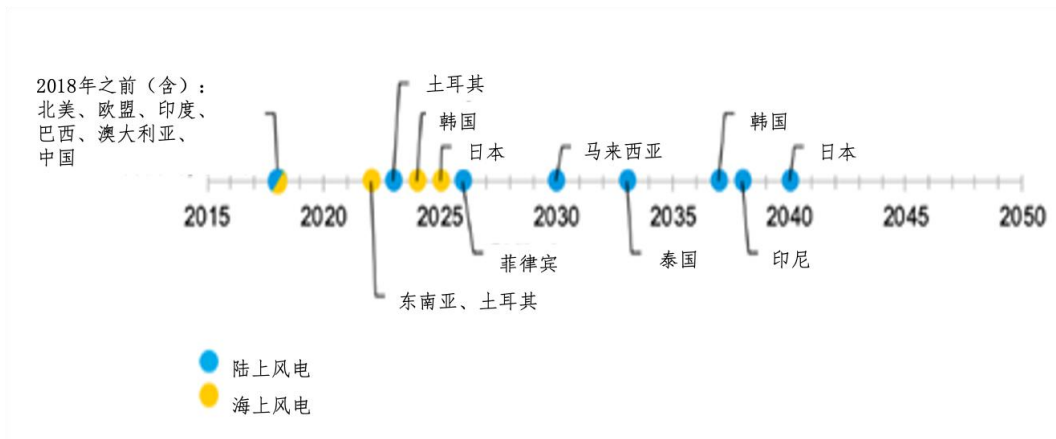 2018年之前（含）：
北美、欧盟、印度、
巴西、澳大利亚、
中国
土耳其
韩国
日本
马来西亚
韩国
日本
2015
2020
2025
2030
2035
2040
2045
2050
菲律宾
泰国
印尼
东南亚、土耳其
陆上风电
海上风电